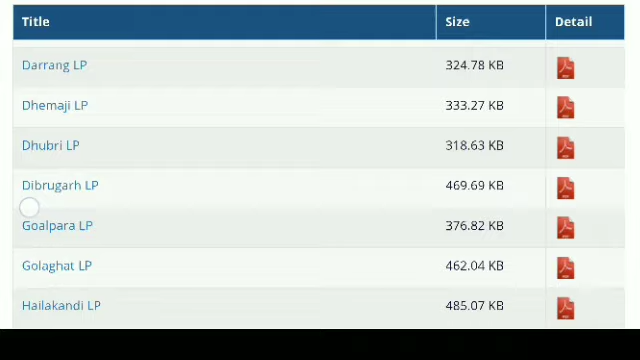 Title Size Detail
Darrang LP 324.78 KB
Dhemaji LP 333.27 KB
Dhubri LP 318.63 KB
Dibrugarh LP 469.69 KB
Goalpara LP 376.82 KB
Golaghat LP 462.04 KB
Hailakandi LP 485.07 KB